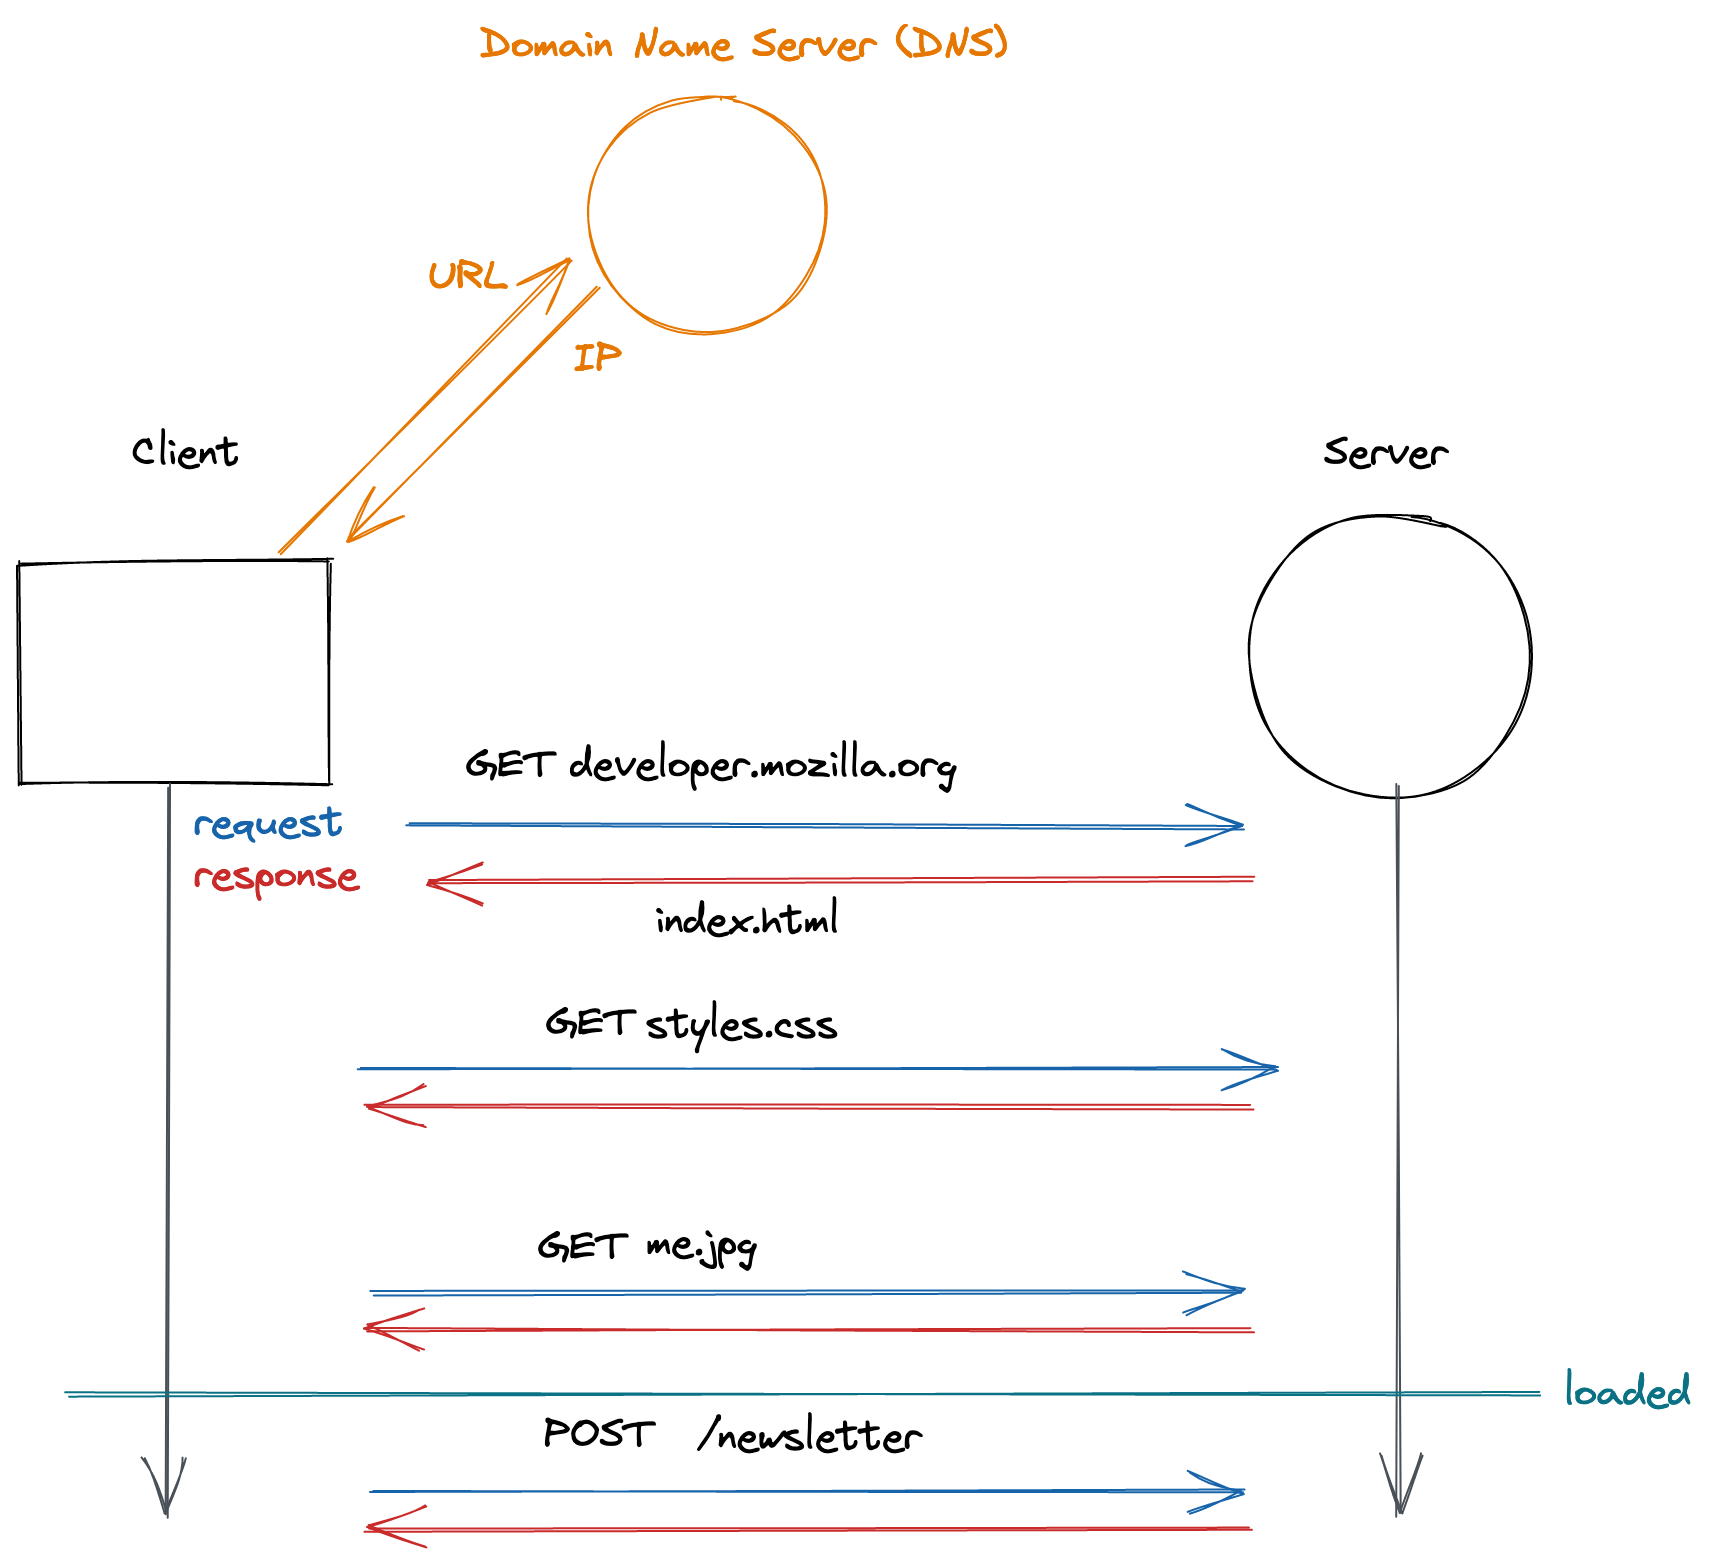 Domain Name Server (DNS)
URL
IP
Client
Server
GET developer.mozilla.org
request
response
index.html
GET styles.css
GET me.jpg
loaded
POST /newsletter